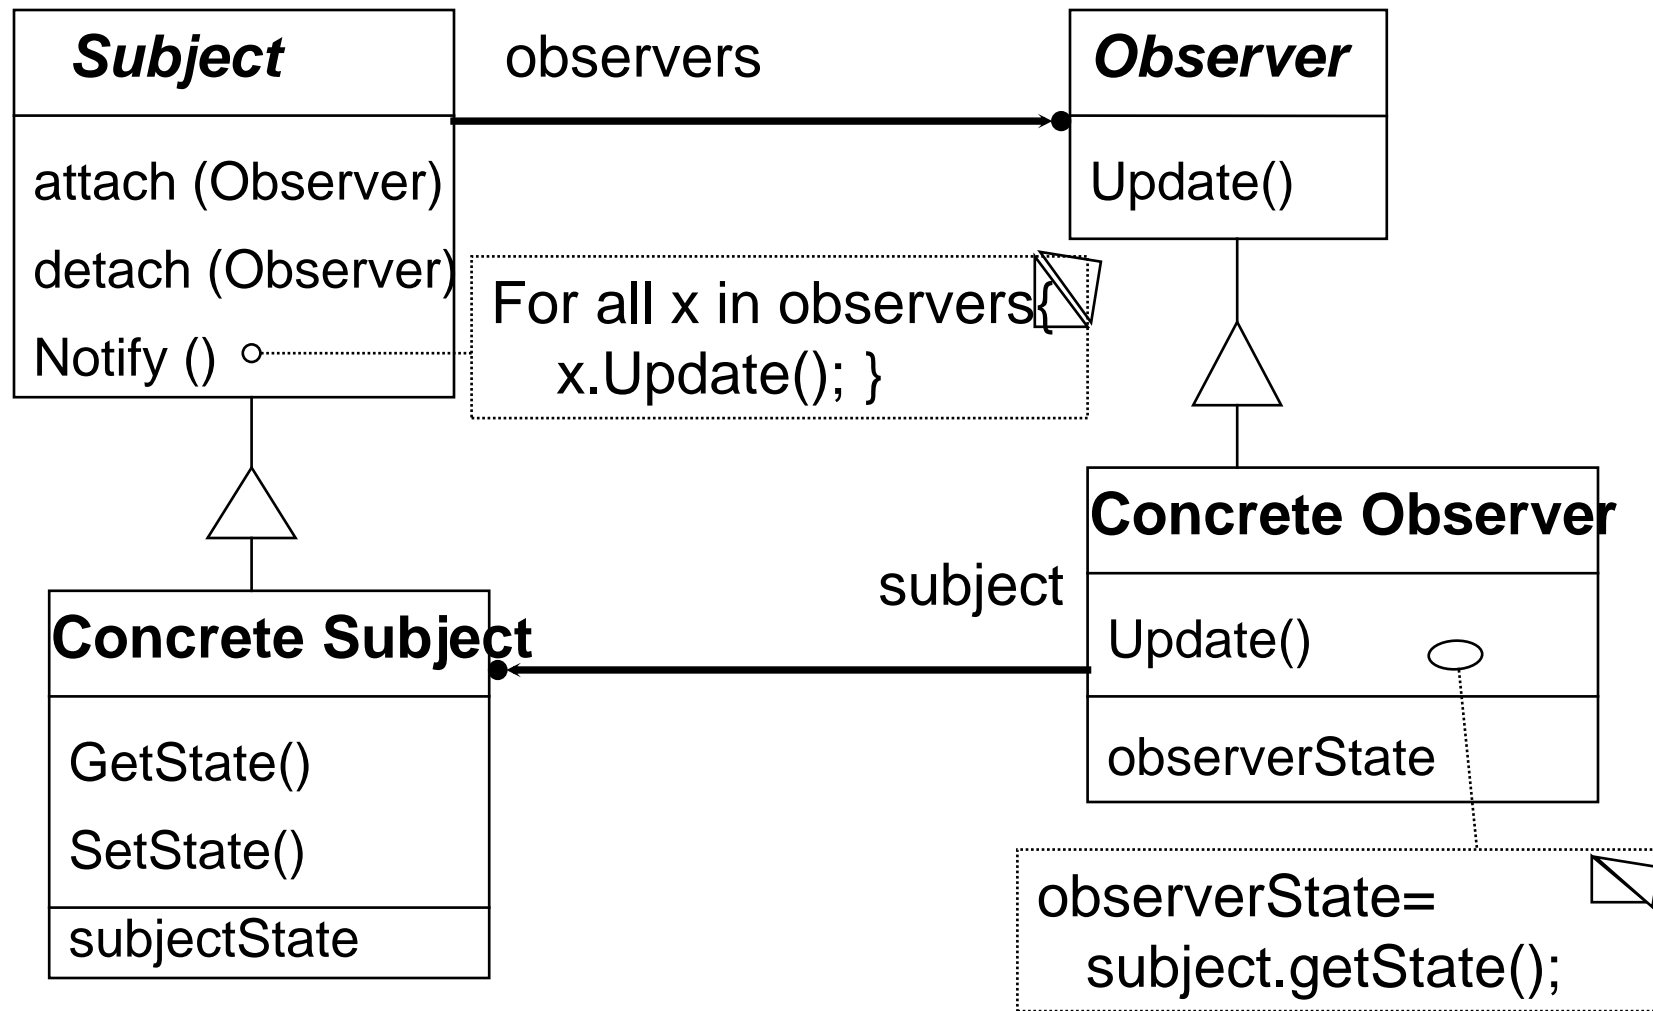 Subject
observers
Observer
attach (Observer)
detach (Observer)
Notify ()
Update()
For all x in observers{
x.Update(); }
Concrete Observer
subject
Update()
observerState
Concrete Subject
GetState()
SetState()
subjectState
observerState=
subject.getState();